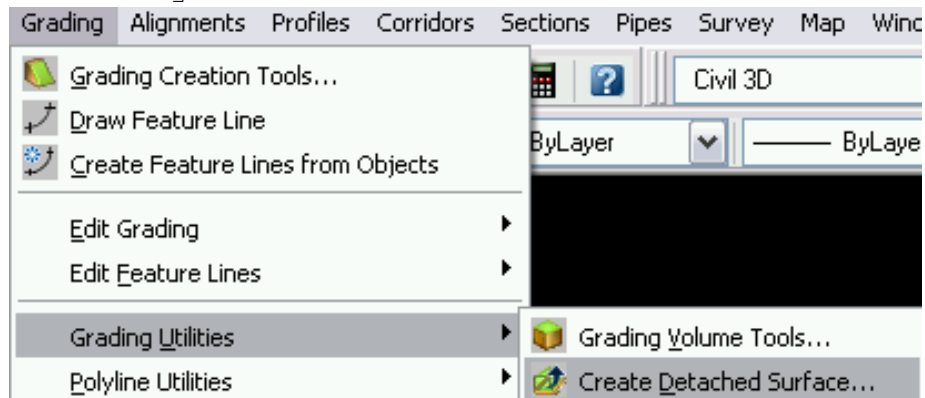 Grading Alignments Profiles Corridors Sections Pipes Survey Map
Grading Creation Tools...
Civil 3D
Draw Feature Line
ByLayer
Create Feature Lines from Objects
Edit Grading
Edit Feature Lines
Grading Utilities
Grading Volume Tools...
Polyline Utilities
Create Detached Surface...